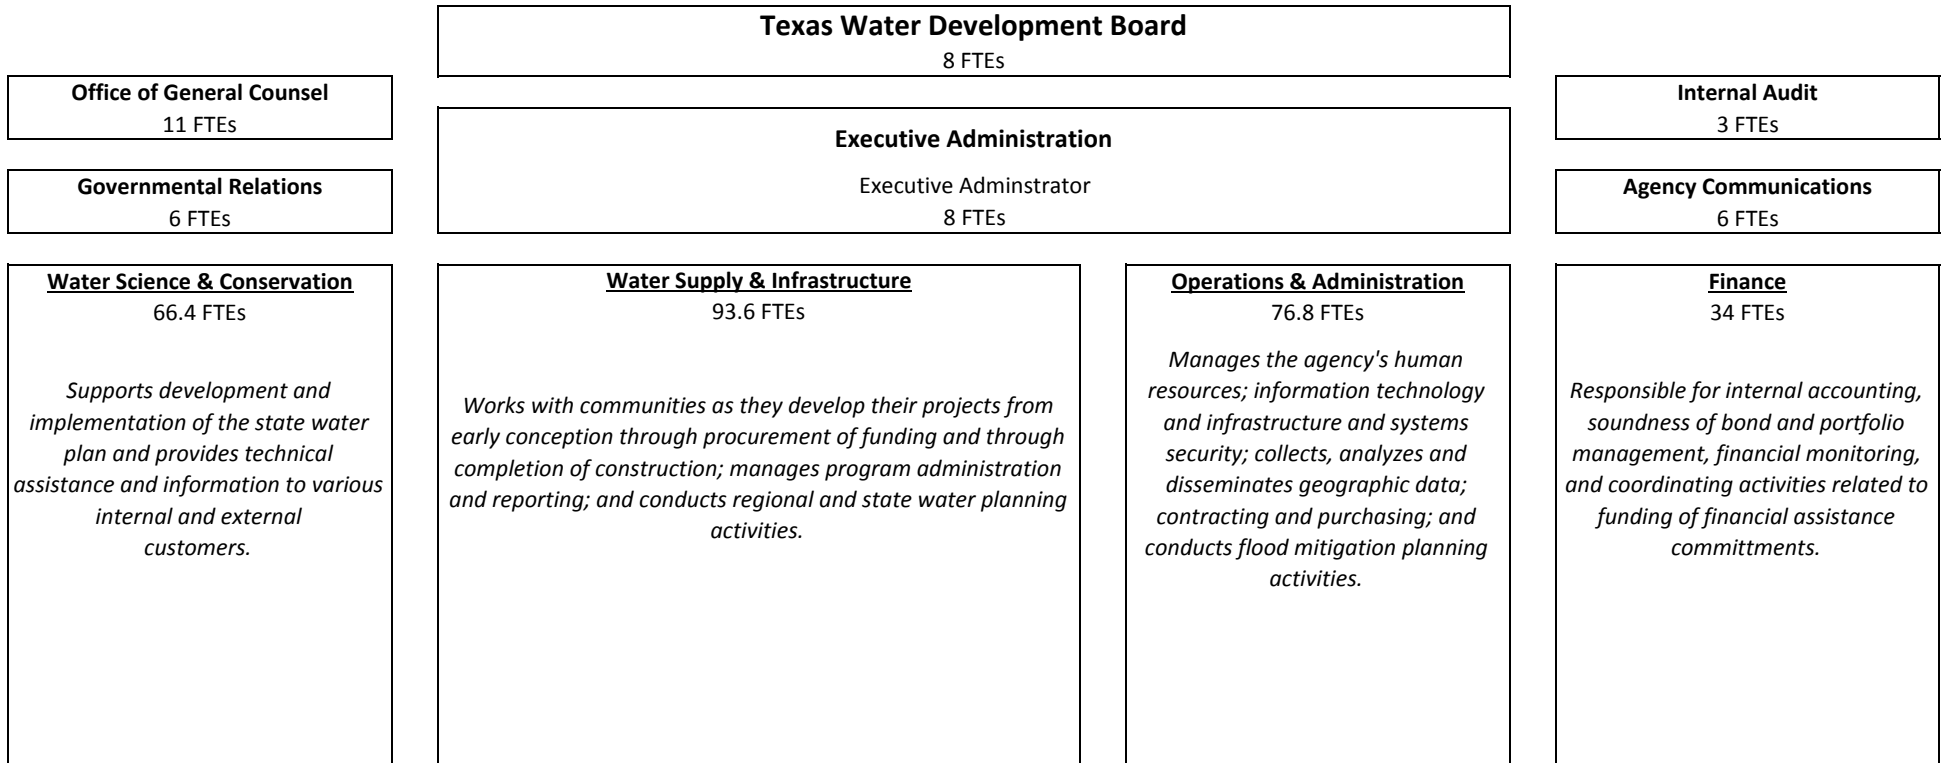 Texas Water Development Board
8 FTEs
Office of General Counsel
11 FTEs
Internal Audit
3 FTEs
Executive Administration
Executive Adminstrator
8 FTEs
Governmental Relations
6 FTEs
Agency Communications
6 FTEs
Water Science & Conservation
66.4 FTEs
Supports development and
implementation of the state water
plan and provides technical
assistance and information to various
internal and external
customers.
Water Supply & Infrastructure
93.6 FTEs
Works with communities as they develop their projects from
early conception through procurement of funding and through
completion of construction; manages program administration
and reporting; and conducts regional and state water planning
activities.
Operations & Administration
76.8 FTEs
Manages the agency's human
resources; information technology
and infrastructure and systems
security; collects, analyzes and
disseminates geographic data;
contracting and purchasing; and
conducts flood mitigation planning
activities.
Finance
34 FTEs
Responsible for internal accounting,
soundness of bond and portfolio
management, financial monitoring,
and coordinating activities related to
funding of financial assistance
committments.